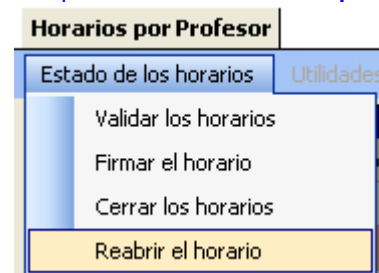 Horarios por Profesor
Estado de los horarios Utilidades
Validar los horarios
Firmar el horario
Cerrar los horarios
Reabrir el horario